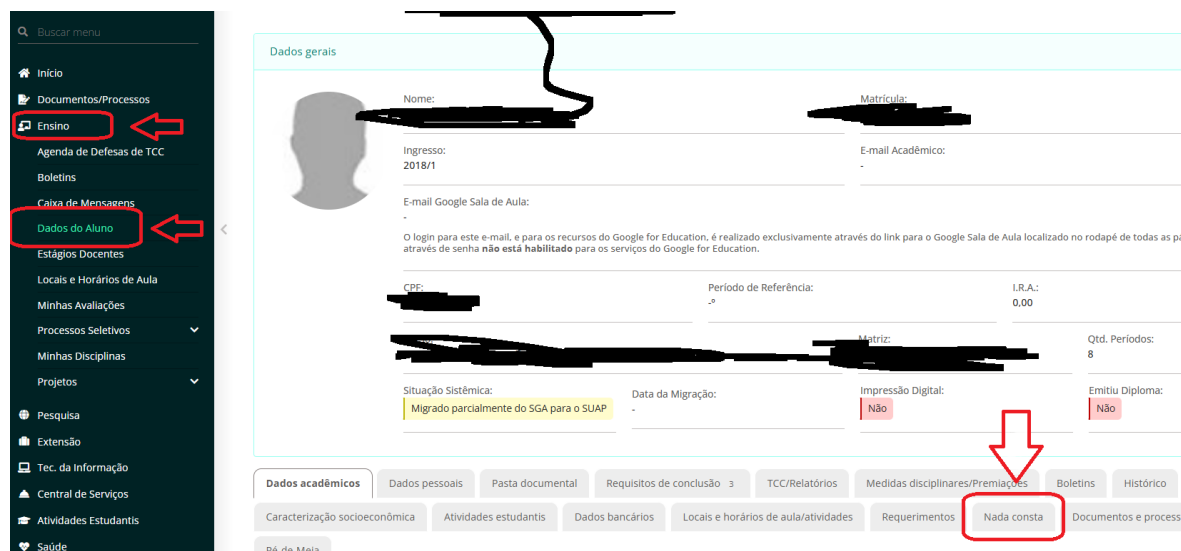 Buscar menu
Início
Documentos/Processos
Ensino
Agenda de Defesas de TCC
Boletins
Caixa de Mensagens
Dados do Aluno
Estágios Docentes
Locais e Horários de Aula
Minhas Avaliações
Processos Seletivos
Minhas Disciplinas
Projetos
Pesquisa
Extensão
Tec. da Informação
Central de Serviços
Atividades Estudantis
Saúde
Dados gerais
Nome: Matrícula:
Ingresso: E-mail Acadêmico:
2018/1 -
E-mail Google Sala de Aula:
-
O login para este e-mail, e para os recursos do Google for Education, é realizado exclusivamente através do link para o Google Sala de Aula localizado no rodapé de todas as
através de senha não está habilitado para os serviços do Google for Education.
CPF: Período de Referência: I.R.A.:
-º 0,00
Matriz: Qtd. Períodos:
8
Situação Sistêmica: Data da Migração: Impressão Digital: Emitiu Diploma:
Migrado parcialmente do SGA para o SUAP - Não Não
Dados acadêmicos Dados pessoais Pasta documental Requisitos de conclusão 3 TCC/Relatórios Medidas disciplinares/Premiações Boletins Histórico
Caracterização socioeconômica Atividades estudantis Dados bancários Locais e horários de aula/atividades Requerimentos Nada consta Documentos e process
Pé-de-Meia